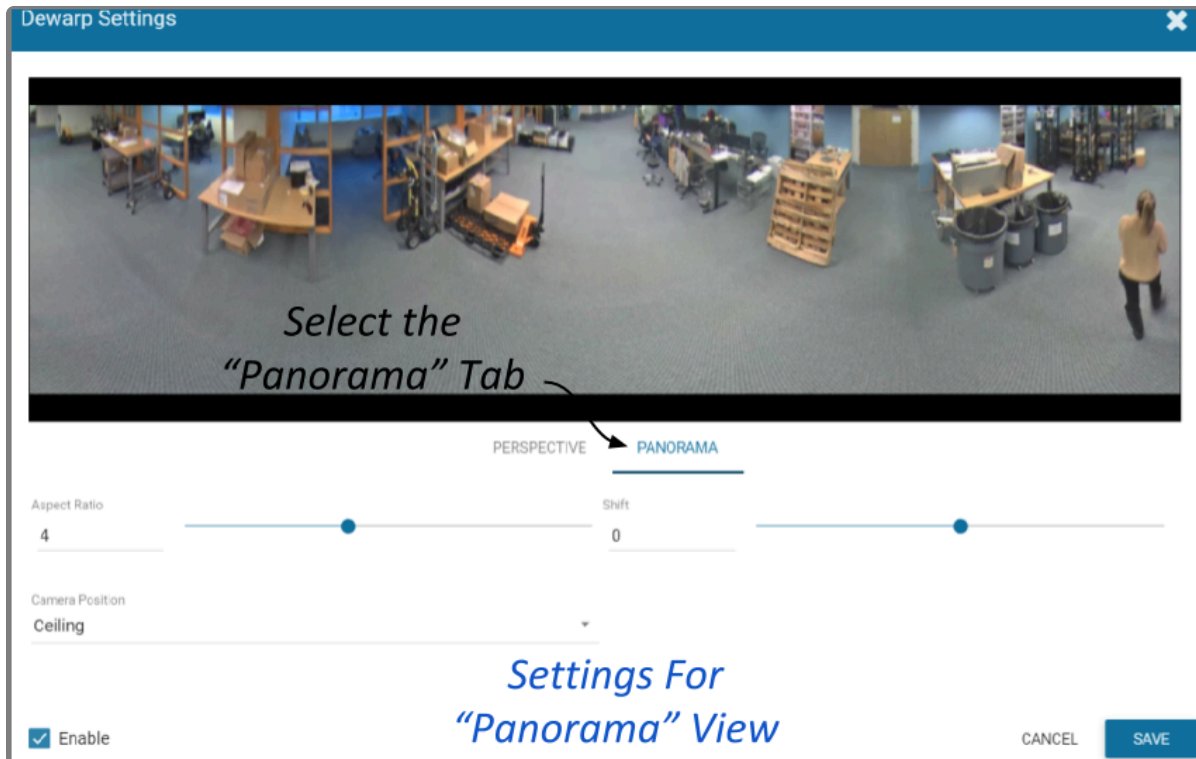 Dewarp Settings
Select the
“Panorama” Tab
PERSPECTIVE PANORAMA
Aspect Ratio Shift
4 0
Camera Position
Ceiling
Settings For
“Panorama” View
Enable CANCEL SAVE